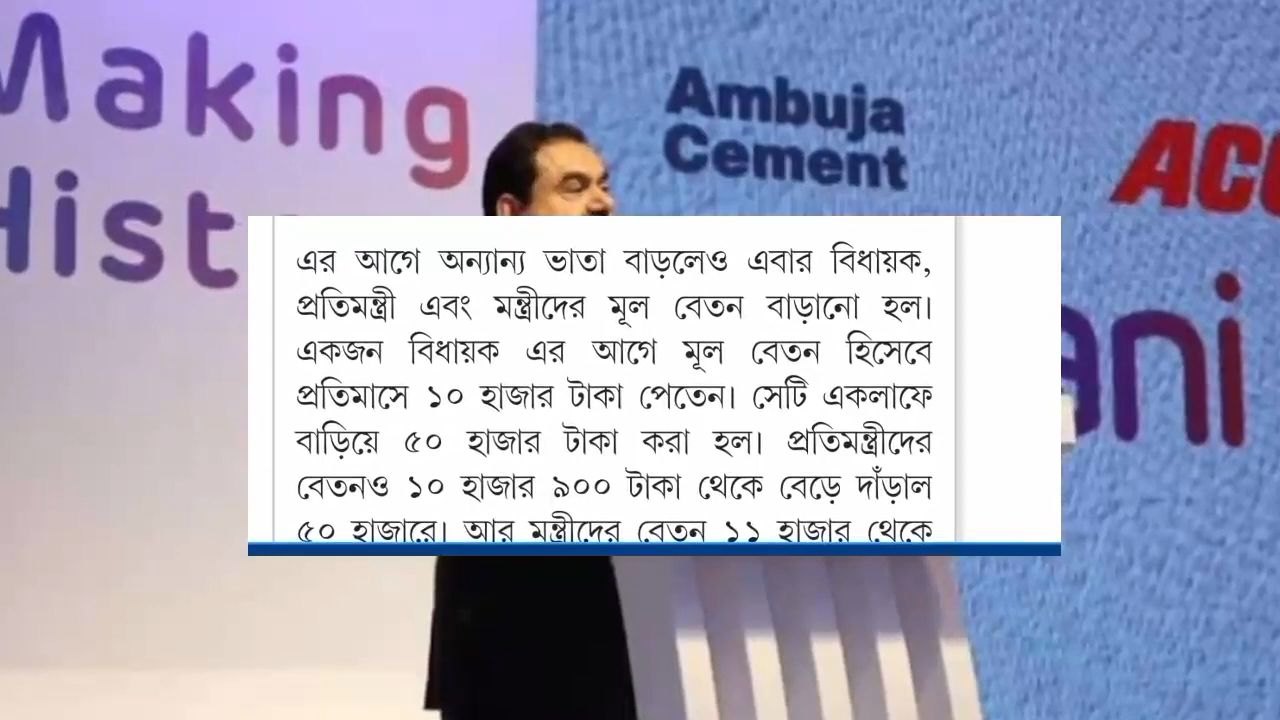 Making
Hist
Ambuja
Cement
ACC
ani
এর আগে অন্যান্য ভাতা বাড়লেও এবার বিধায়ক,
প্রতিমন্ত্রী এবং মন্ত্রীদের মূল বেতন বাড়ানো হল।
একজন বিধায়ক এর আগে মূল বেতন হিসেবে
প্রতিমাসে ১০ হাজার টাকা পেতেন। সেটি একলাফে
বাড়িয়ে ৫০ হাজার টাকা করা হল। প্রতিমন্ত্রীদের
বেতনও ১০ হাজার ৯০০ টাকা থেকে বেড়ে দাঁড়াল
৫০ হাজারে। আর মন্ত্রীদের বেতন ১১ হাজার থেকে